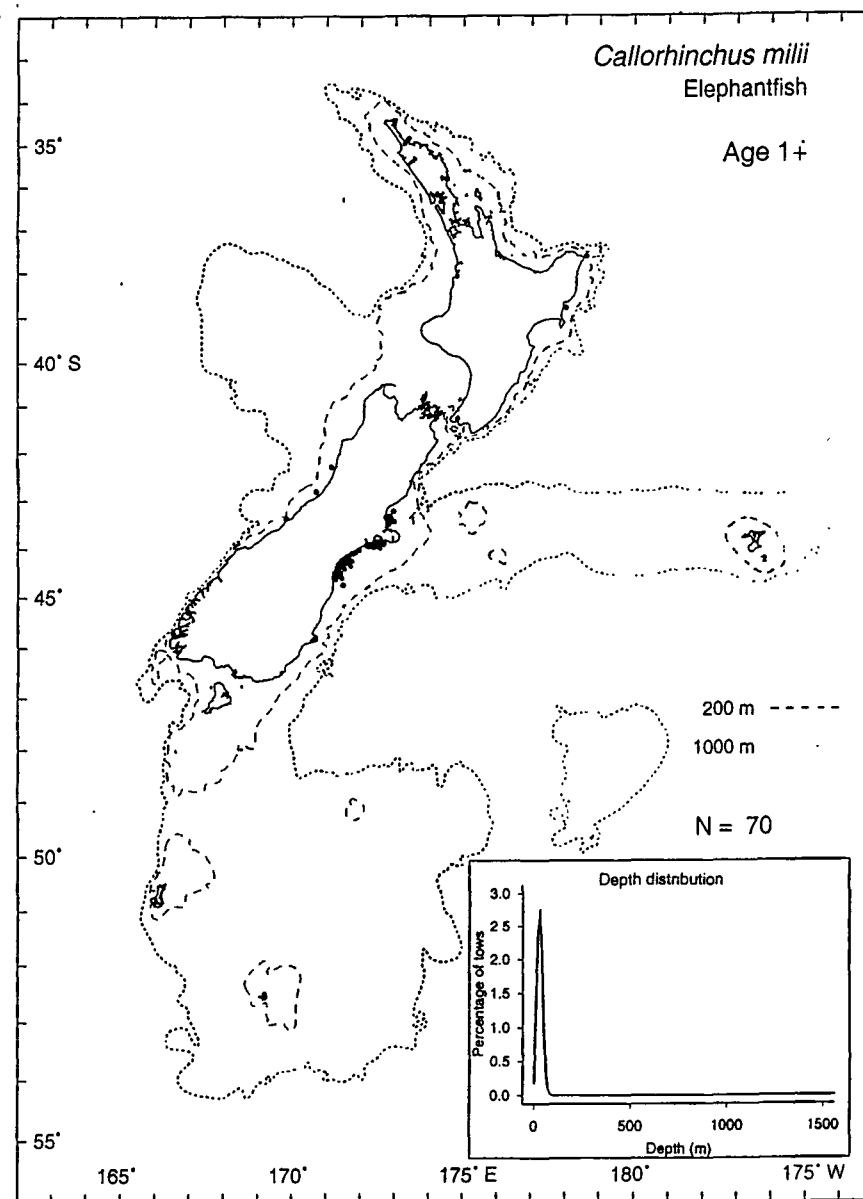 Callorhinchus milii
Elephantfish
Age 1+
35°
40° S
45°
50°
55°
200 m
1000 m
N = 70
Depth distribution
3.0
2.5
2.0
1.5
1.0
0.5
0.0
Percentage of tows
0
500
1000
1500
Depth (m)
165°
170°
175° E
180°
175° W